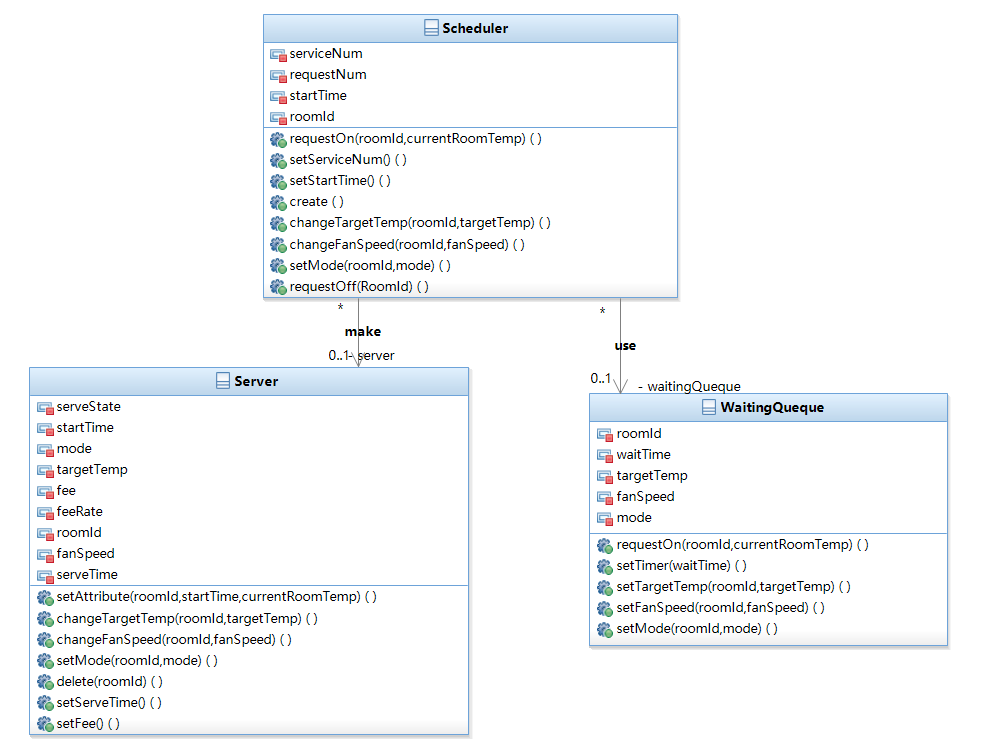 Scheduler
serviceNum
requestNum
startTime
roomId
requestOn(roomId,currentRoomTemp) ( )
setServiceNum() ( )
setStartTime() ( )
create ( )
changeTargetTemp(roomId,targetTemp) ( )
changeFanSpeed(roomId,fanSpeed) ( )
setMode(roomId,mode) ( )
requestOff(RoomId) ( )
*
make
0..1
- server
*
use
0..1
- waitingQueque
Server
serveState
startTime
mode
targetTemp
fee
feeRate
roomId
fanSpeed
serveTime
setAttribute(roomId,startTime,currentRoomTemp) ( )
changeTargetTemp(roomId,targetTemp) ( )
changeFanSpeed(roomId,fanSpeed) ( )
setMode(roomId,mode) ( )
delete(roomId) ( )
setServeTime() ( )
setFee() ( )
WaitingQueque
roomId
waitTime
targetTemp
fanSpeed
mode
requestOn(roomId,currentRoomTemp) ( )
setTimer(waitTime) ( )
setTargetTemp(roomId,targetTemp) ( )
setFanSpeed(roomId,fanSpeed) ( )
setMode(roomId,mode) ( )